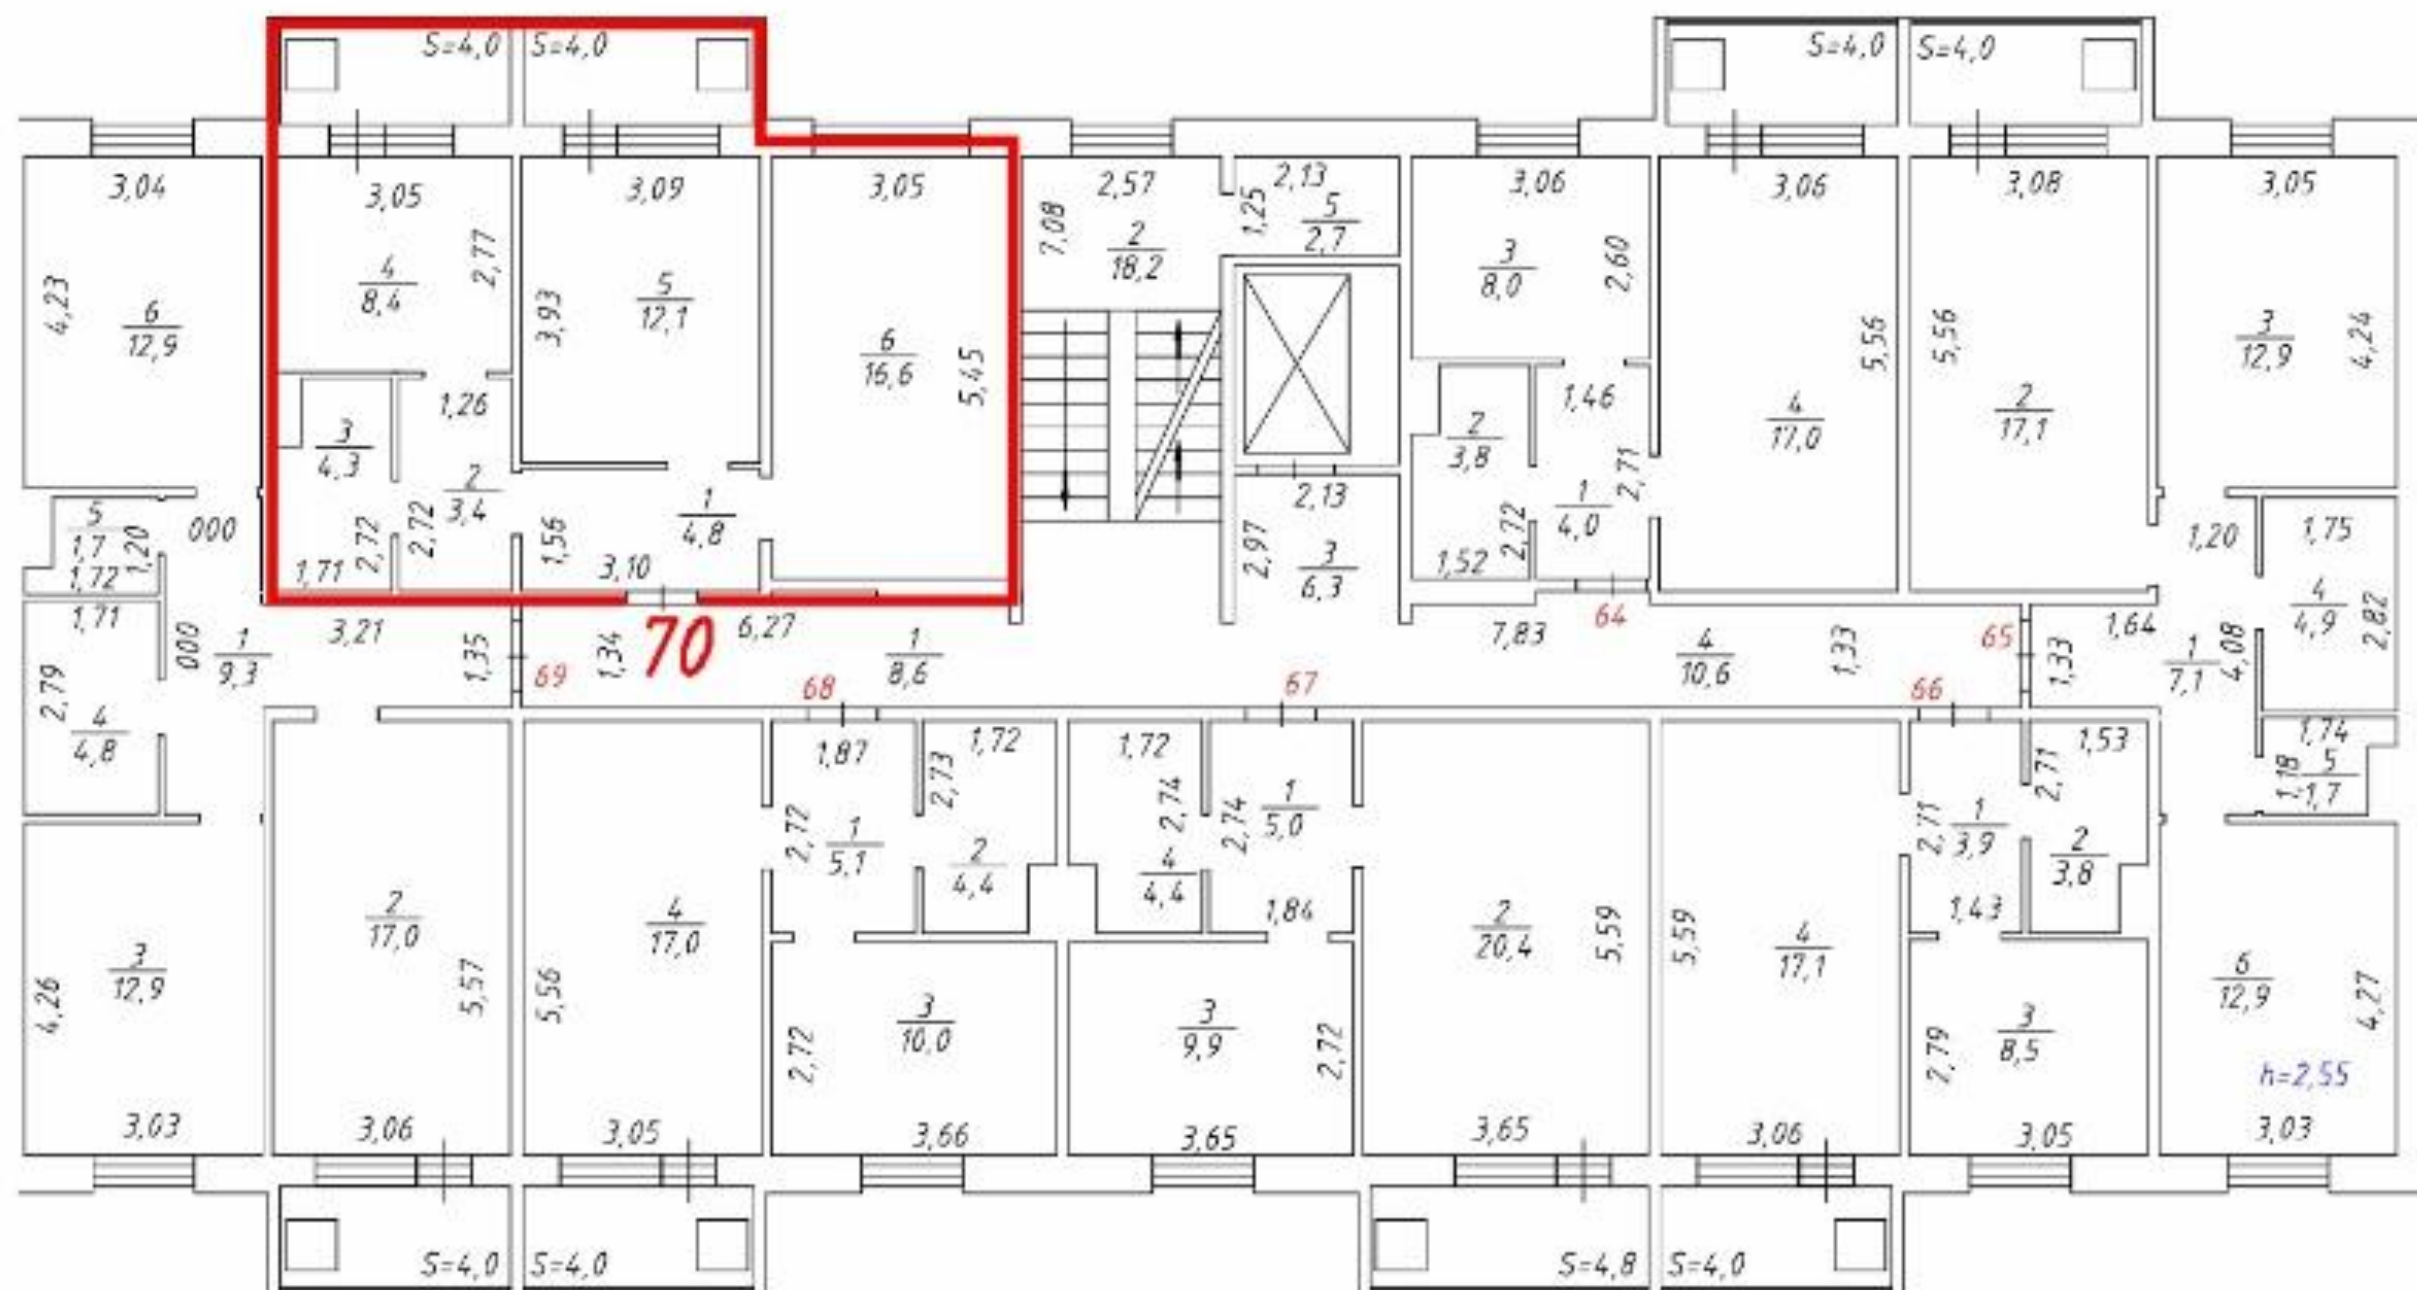 S=4,0 S=4,0 S=4,0 S=4,0
3,04 3,05 3,09 3,05 2,57 2,13 3,06 3,06 3,08 3,05
4,23 2,77 7,08 1,25 5 2,60
2,7
6 4 5 2 3
12,9 8,4 12,1 18,2 8,0
3,93 6 5,45 5,56 5,56 3 4,24
16,6 12,9
1,26 1,46 4 2
17,0 17,1
3 2 2,71
4,3 3,8
5 000 2 1 2,13 1 1,20 1,75
1,7 1,20 3,4 4,8 4,0
1,72 1,71 2,72 2,72 1,56 3,10 2,97 3 1,52 2,72 4
6,3 4,9
1,71 3,21 70 6,27 7,83 64 65 1,64 2,82
000 1 1,35 69 1,34 1 4 1,33 1,33 1 4,08
9,3 8,6 10,6 7,1
2,79 68 67 66
4 1,87 2,73 1,72 1,72 1,53 1,74
4,8
2,72 1 2,74 2,74 1 2,71 1 2,71 1,18 5
5,1 5,0 3,9 1,7
2 4 2
4,4 4,4 3,8
2 4 1,84 2 4 1,43
17,0 17,0 20,4 17,1
3 5,57 5,56 5,59 5,59 6
12,9 12,9
4,26 2,72 3 3 2,72 2,79 3 4,27
10,0 9,9 8,5
h=2,55
3,03 3,06 3,05 3,66 3,65 3,65 3,06 3,05 3,03
S=4,0 S=4,0 S=4,8 S=4,0